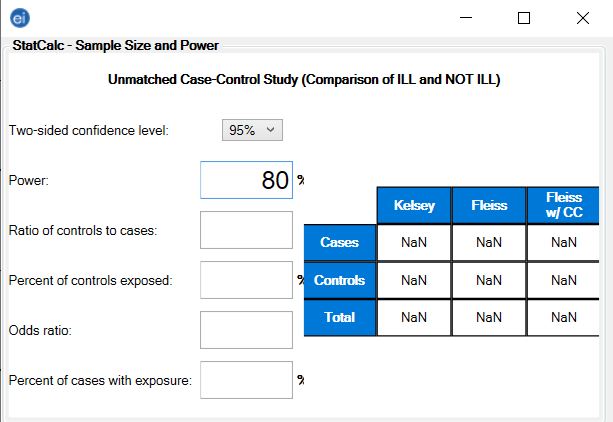 ei
StatCalc - Sample Size and Power
Unmatched Case-Control Study (Comparison of ILL and NOT ILL)
Two-sided confidence level: 95%
Power: 80 %
Ratio of controls to cases:
Percent of controls exposed: %
Odds ratio:
Percent of cases with exposure: %
Kelsey Fleiss Fleiss w/ CC
Cases NaN NaN NaN
Controls NaN NaN NaN
Total NaN NaN NaN